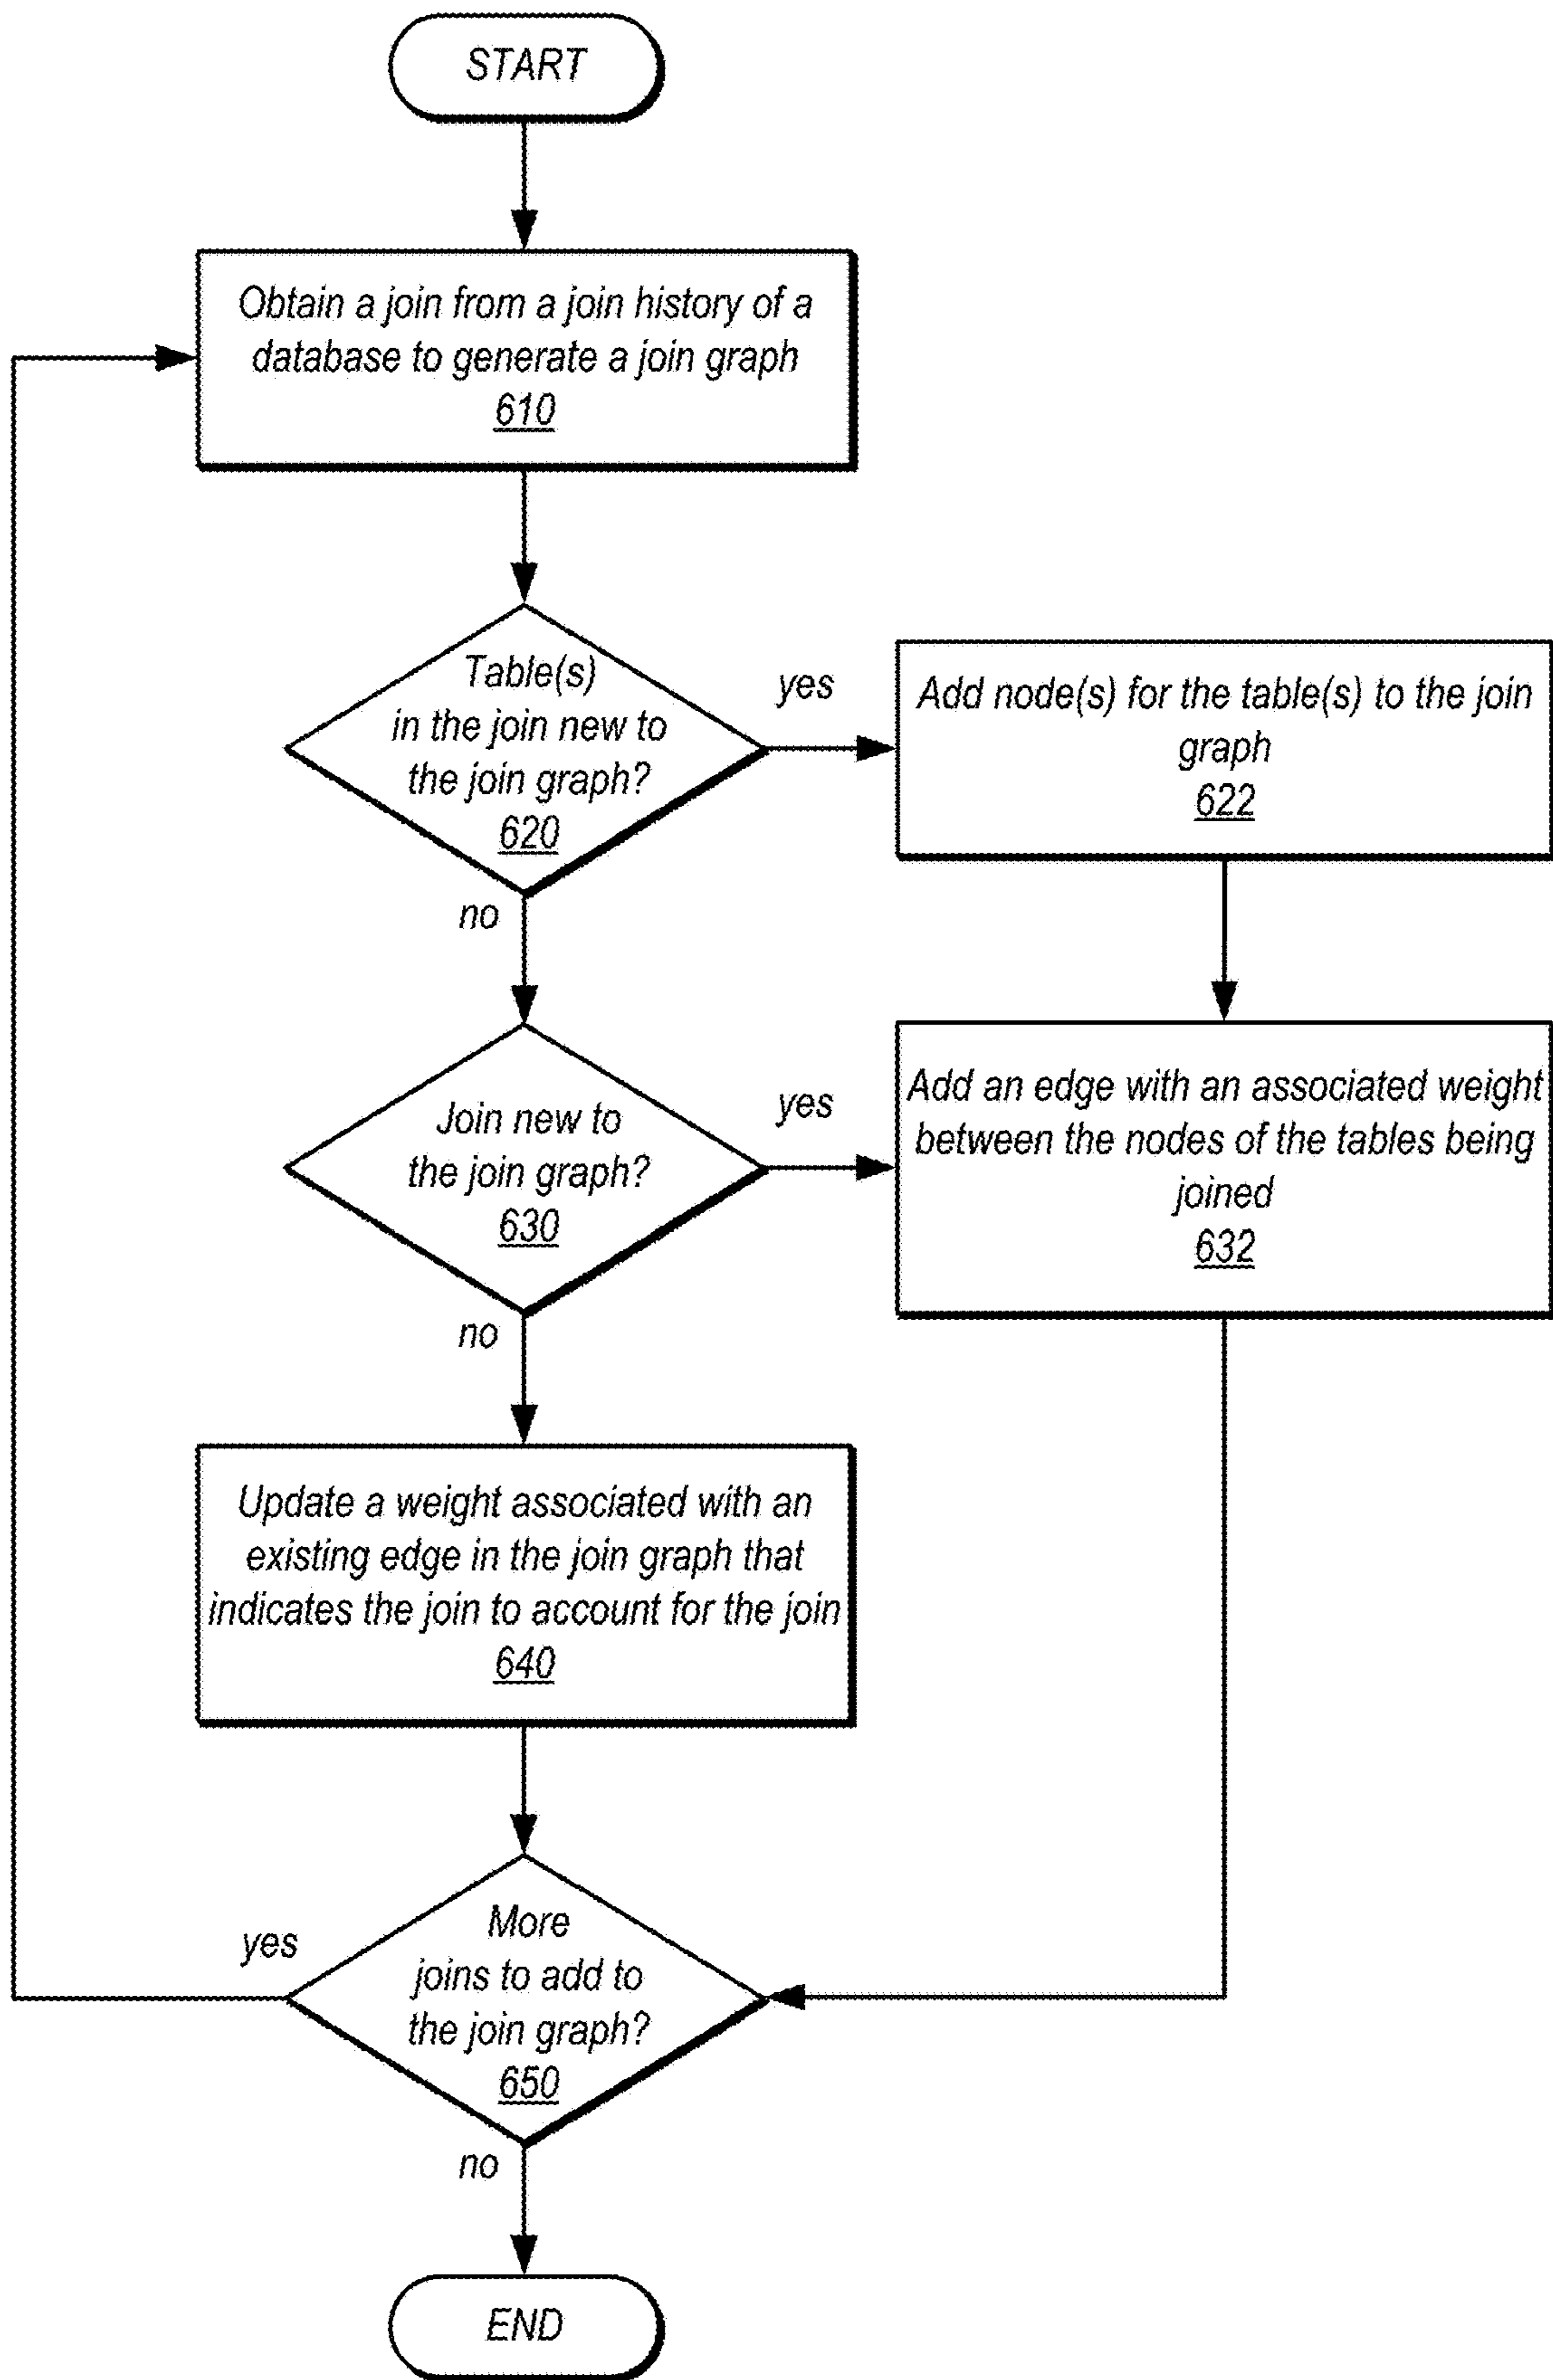 START
Obtain a join from a join history of a
database to generate a join graph
610
Table(s)
in the join new to
the join graph?
620
yes
Add node(s) for the table(s) to the join
graph
622
no
Join new to
the join graph?
630
yes
Add an edge with an associated weight
between the nodes of the tables being
joined
632
no
Update a weight associated with an
existing edge in the join graph that
indicates the join to account for the join
640
yes
More
joins to add to
the join graph?
650
no
END